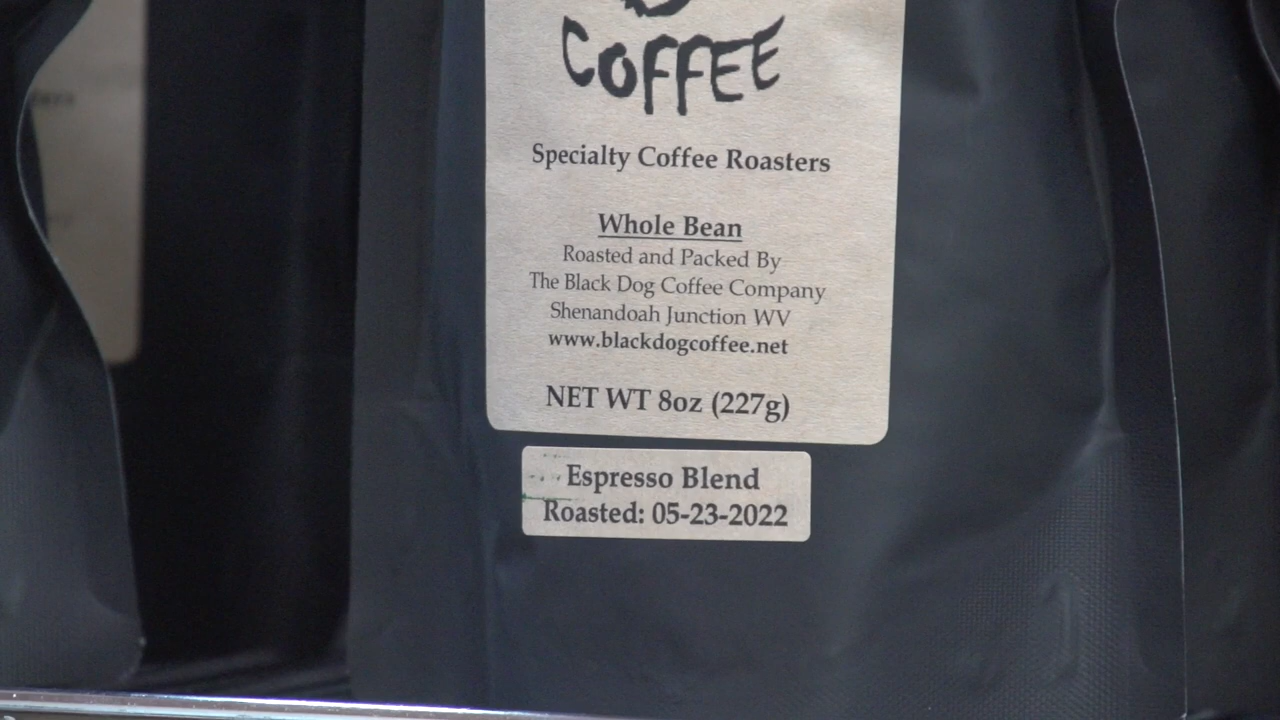 COFFEE
Specialty Coffee Roasters
Whole Bean
Roasted and Packed By
The Black Dog Coffee Company
Shenandoah Junction WV
www.blackdogcoffee.net
NET WT 8oz (227g)
Espresso Blend
Roasted: 05-23-2022